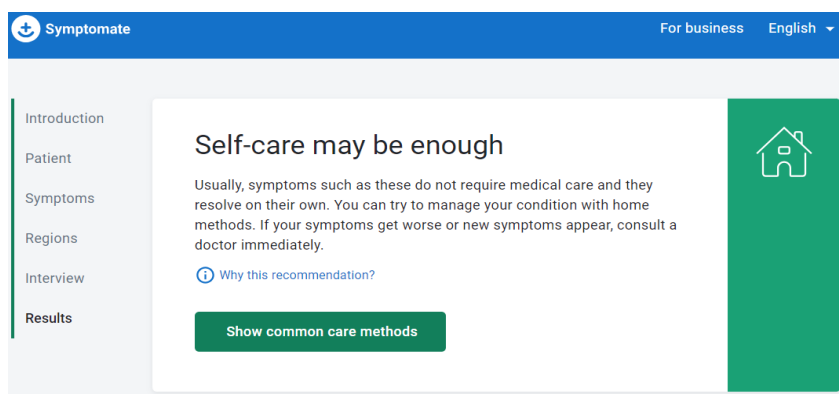 Symptomate
For business English
Introduction
Patient
Symptoms
Regions
Interview
Results
Self-care may be enough
Usually, symptoms such as these do not require medical care and they
resolve on their own. You can try to manage your condition with home
methods. If your symptoms get worse or new symptoms appear, consult a
doctor immediately.
Why this recommendation?
Show common care methods